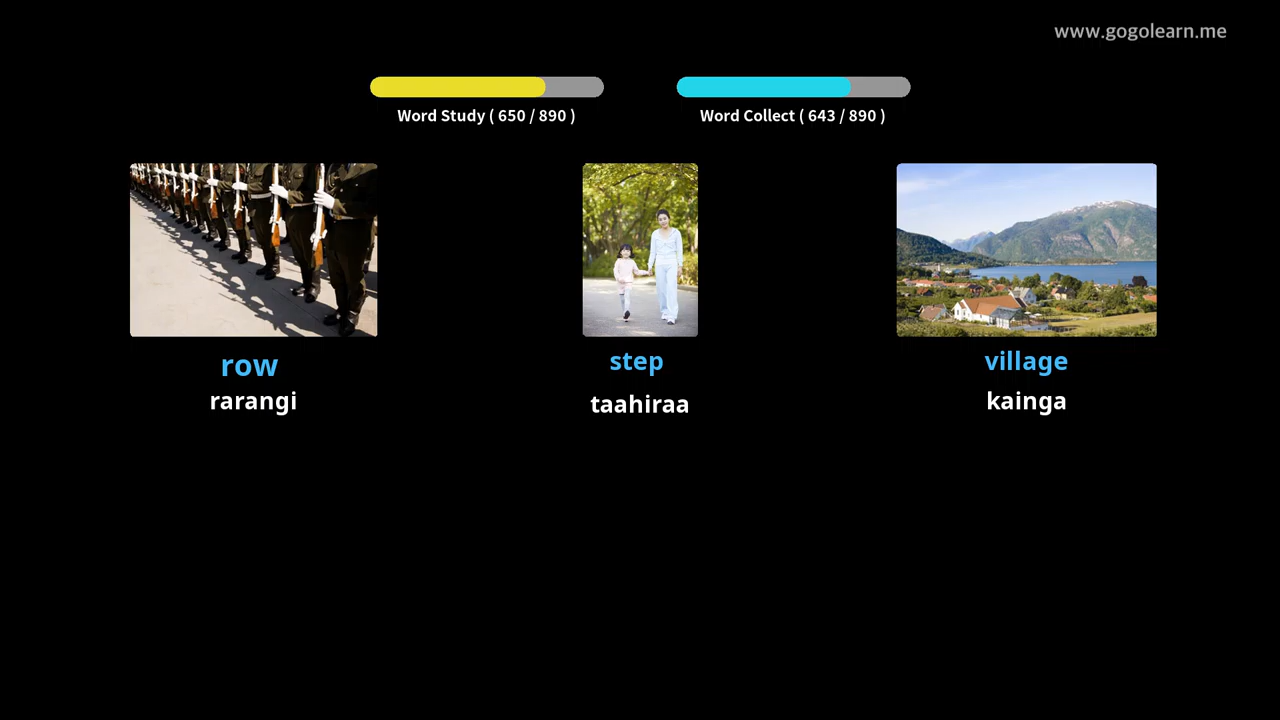 www.gogolearn.me
Word Study ( 650 / 890 )
Word Collect ( 643 / 890 )
row
rarangi
step
taahiraa
village
kainga